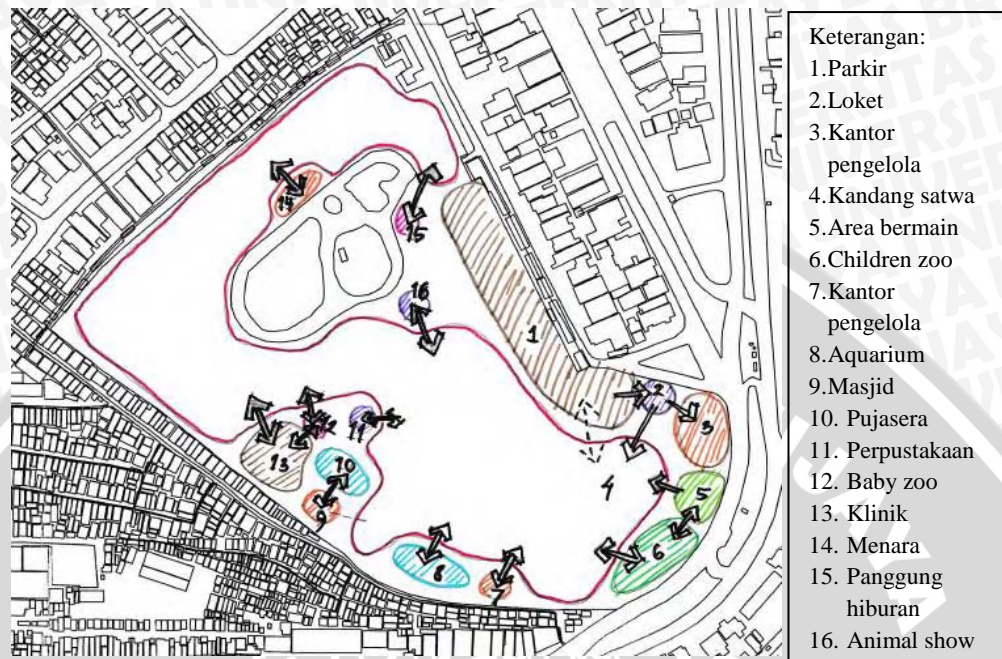 14
15
16
1
2
3
12
11
13
10
4
5
9
6
8
7
Keterangan:
1.Parkir
2.Loket
3.Kantor
pengelola
4.Kandang satwa
5.Area bermain
6.Children zoo
7.Kantor
pengelola
8.Aquarium
9.Masjid
10. Pujasera
11. Perpustakaan
12. Baby zoo
13. Klinik
14. Menara
15. Panggung
hiburan
16. Animal show